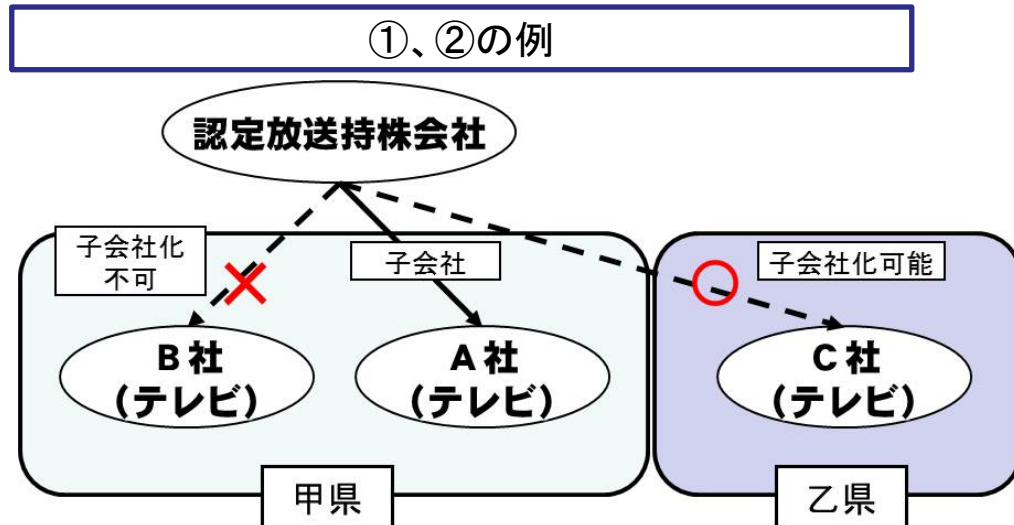 ①、②の例
認定放送持株会社
子会社化
不可
子会社
子会社化可能
B社
(テレビ)
A社
(テレビ)
C社
(テレビ)
甲県
乙県